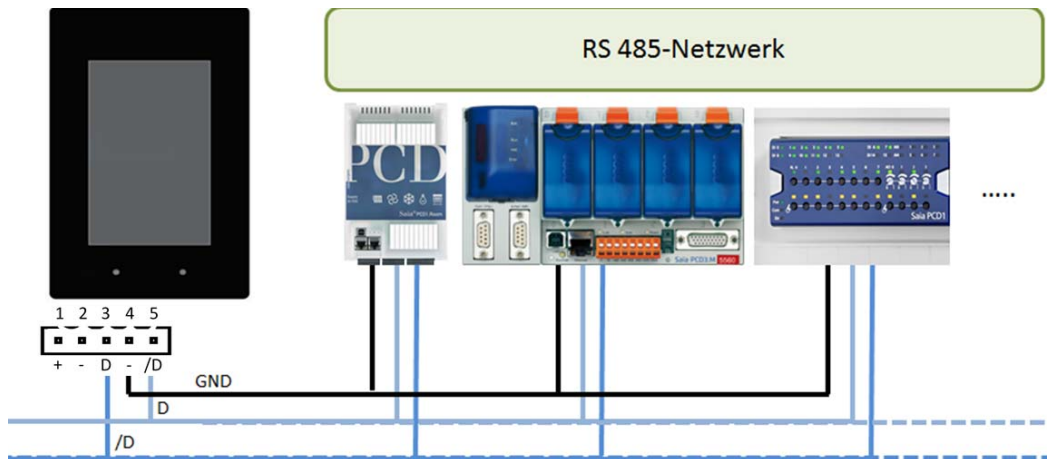 RS 485-Netzwerk
PCD
Saia PCD1
Saia PCD3.M 5560
.....
1 2 3 4 5
+ - D - /D
GND
D
/D